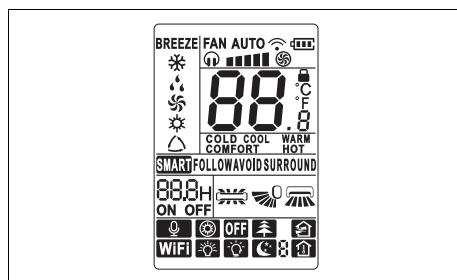 BREEZE FAN AUTO
88.8
°C
°F
COLD COOL WARM
COMFORT HOT
SMART FOLLOW AVOID SURROUND
88.8H
ON OFF
OFF
WiFi 8